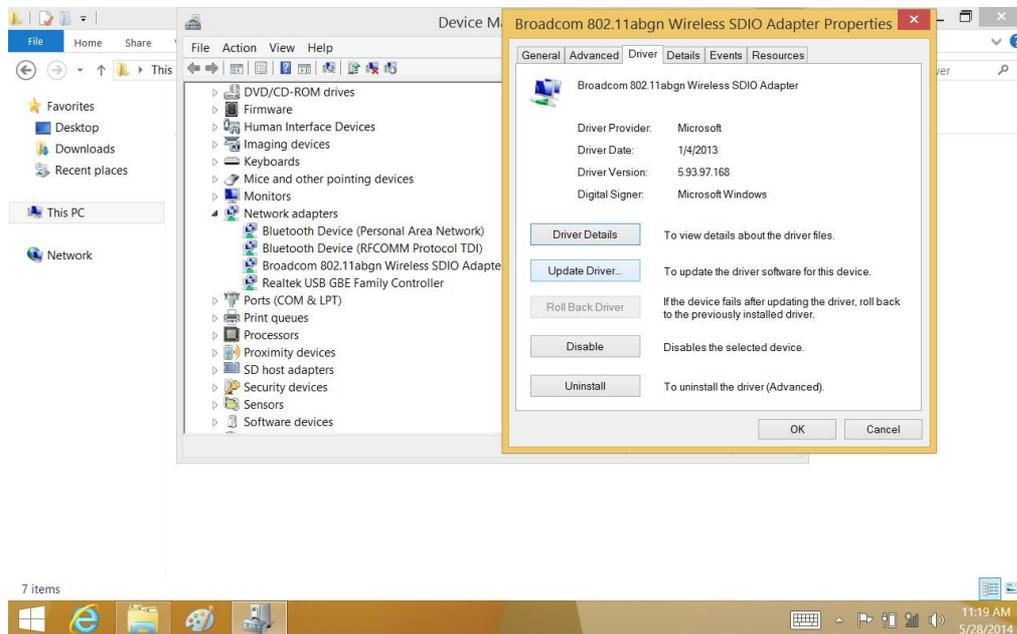 Device M
Broadcom 802.11abgn Wireless SDIO Adapter Properties
File Home Share
File Action View Help
This
Favorites
Desktop
Downloads
Recent places
This PC
Network
DVD/CD-ROM drives
Firmware
Human Interface Devices
Imaging devices
Keyboards
Mice and other pointing devices
Monitors
Network adapters
Bluetooth Device (Personal Area Network)
Bluetooth Device (RFCOMM Protocol TDI)
Broadcom 802.11abgn Wireless SDIO Adapte
Realtek USB GBE Family Controller
Ports (COM & LPT)
Print queues
Processors
Proximity devices
SD host adapters
Security devices
Sensors
Software devices
General Advanced Driver Details Events Resources
Broadcom 802.11abgn Wireless SDIO Adapter
Driver Provider: Microsoft
Driver Date: 1/4/2013
Driver Version: 5.93.97.168
Digital Signer: Microsoft Windows
Driver Details To view details about the driver files.
Update Driver... To update the driver software for this device.
Roll Back Driver If the device fails after updating the driver, roll back
to the previously installed driver.
Disable Disables the selected device.
Uninstall To uninstall the driver (Advanced).
OK Cancel
ver
7 items
11:19 AM
5/28/2014